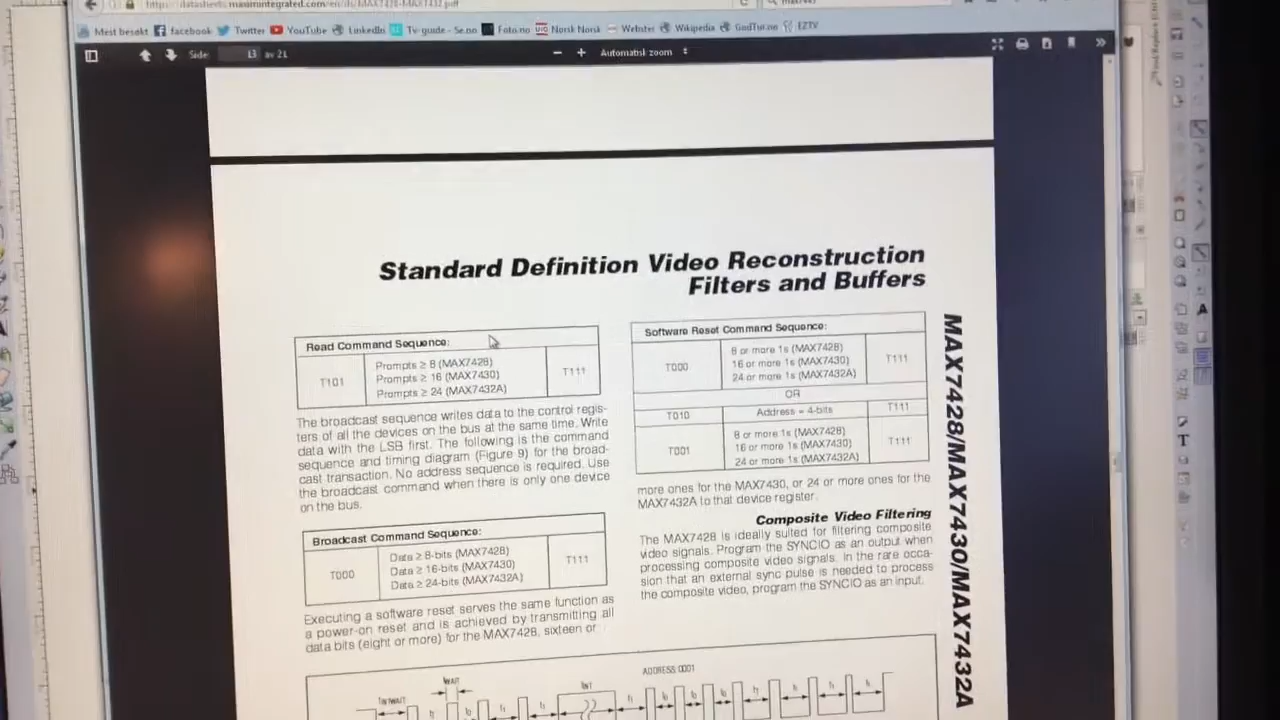 https://datasheets.maximintegrated.com/en/ds/MAX7428-MAX7432.pdf
Mest besøkt facebook Twitter YouTube LinkedIn Tv-guide - Se.no Foto.no Norsk Norsk Webster Wikipedia GodTur.no EZTV
Side: 13 av 21 Automatisk zoom
Standard Definition Video Reconstruction
Filters and Buffers
MAX7428/MAX7430/MAX7432A
Read Command Sequence:
T101
Prompts ≥ 8 (MAX7428)
Prompts ≥ 16 (MAX7430)
Prompts ≥ 24 (MAX7432A)
T111
The broadcast sequence writes data to the control regis-
ters of all the devices on the bus at the same time. Write
data with the LSB first. The following is the command
sequence and timing diagram (Figure 9) for the broad-
cast transaction. No address sequence is required. Use
the broadcast command when there is only one device
on the bus.
Broadcast Command Sequence:
T000
Data ≥ 8-bits (MAX7428)
Data ≥ 16-bits (MAX7430)
Data ≥ 24-bits (MAX7432A)
T111
Executing a software reset serves the same function as
a power-on reset and is achieved by transmitting all
data bits (eight or more) for the MAX7428, sixteen or
Software Reset Command Sequence:
T000
8 or more 1s (MAX7428)
16 or more 1s (MAX7430)
24 or more 1s (MAX7432A)
T111
OR
T010 Address = 4-bits T111
T001
8 or more 1s (MAX7428)
16 or more 1s (MAX7430)
24 or more 1s (MAX7432A)
T111
more ones for the MAX7430, or 24 or more ones for the
MAX7432A to that device register.
Composite Video Filtering
The MAX7428 is ideally suited for filtering composite
video signals. Program the SYNCIO as an output when
processing composite video signals. In the rare occa-
sion that an external sync pulse is needed to process
the composite video, program the SYNCIO as an input.
ADDRESS 0001
tWAIT
tINT